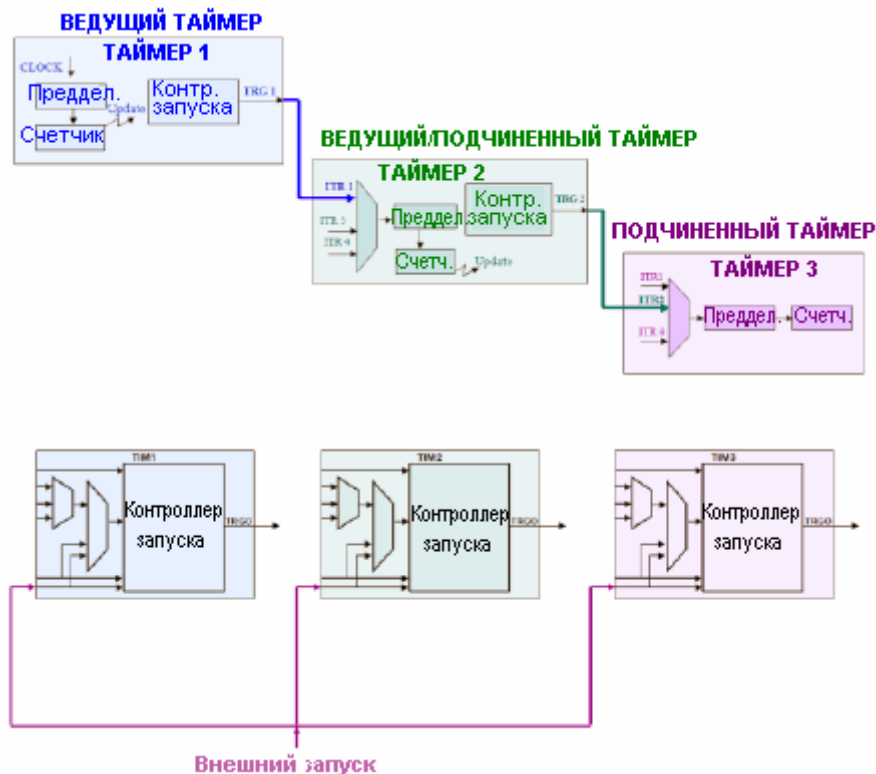 ВЕДУЩИЙ ТАЙМЕР
ТАЙМЕР 1
CLOCK
Преддел.
Счетчик
Update
Контр.
запуска
TRG 1
ВЕДУЩИЙ/ПОДЧИНЕННЫЙ ТАЙМЕР
ТАЙМЕР 2
ITR 1
ITR 3
ITR 4
Преддел.
Счетч.
Update
Контр.
запуска
TRG 2
ПОДЧИНЕННЫЙ ТАЙМЕР
ТАЙМЕР 3
ITR1
ITR2
ITR 4
Преддел.
Счетч.
TIM1
Контроллер
запуска
TRGO
TIM2
Контроллер
запуска
TRGO
TIM3
Контроллер
запуска
TRGO
Внешний запуск